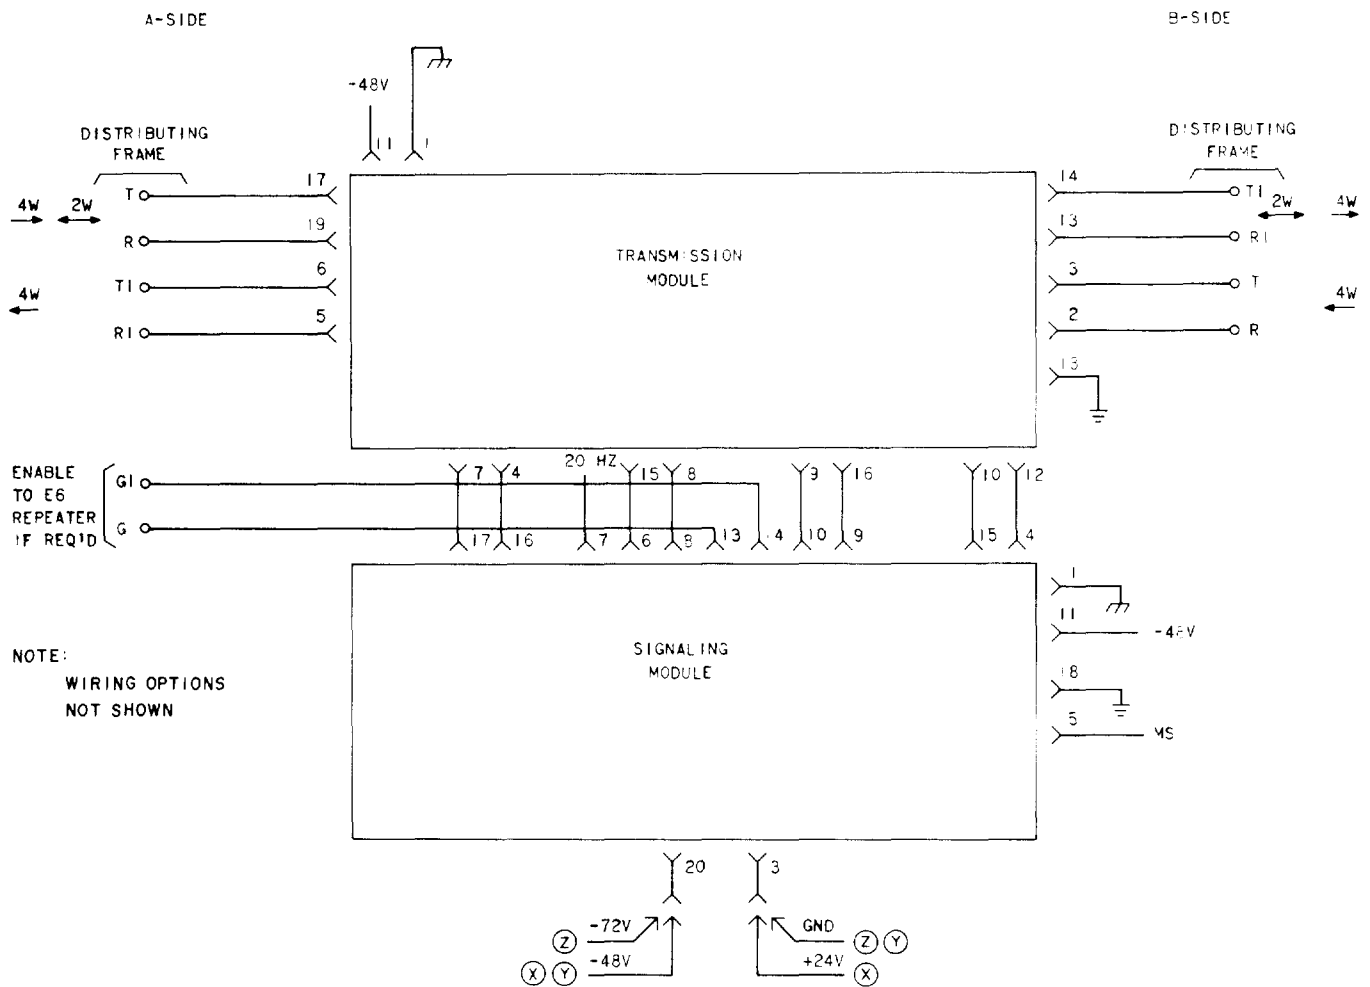 A-SIDE
B-SIDE
-48V
11
1
DISTRIBUTING
FRAME
DISTRIBUTING
FRAME
4W
2W
T
17
R
19
4W
T1
6
R1
5
TRANSMISSION
MODULE
14
T1
2W
4W
13
R1
3
T
4W
2
R
13
ENABLE
TO E6
REPEATER
IF REQ'D
G1
G
7
4
20 HZ
15
8
9
16
10
12
17
16
7
6
8
13
4
10
9
15
4
SIGNALING
MODULE
1
11
-48V
18
5
MS
NOTE:
WIRING OPTIONS
NOT SHOWN
20
3
-72V
Z
-48V
X Y
GND
Z Y
+24V
X